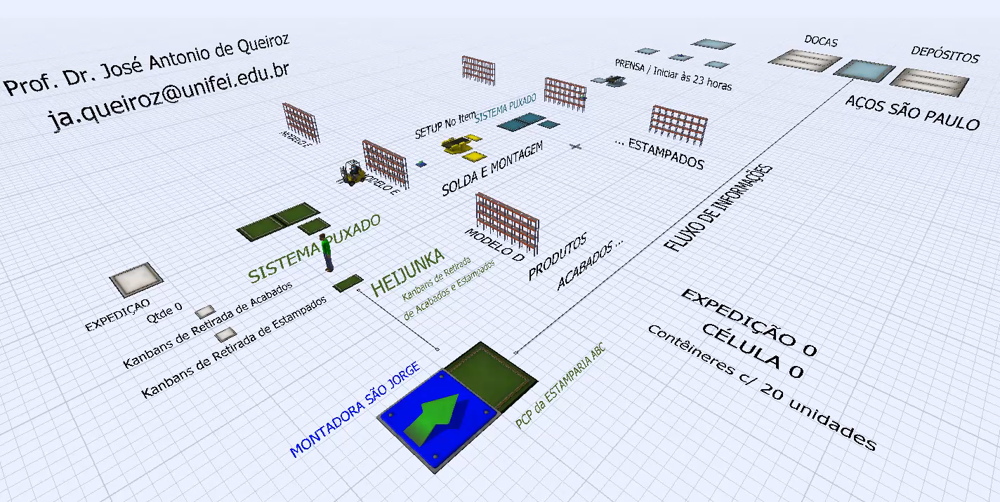 Prof. Dr. José Antonio de Queiroz
ja.queiroz@unifei.edu.br
DOCAS
DEPÓSITOS
AÇOS SÃO PAULO
PRENSA / Iniciar às 23 horas
SETUP No Item
SISTEMA PUXADO
... ESTAMPADOS
SOLDA E MONTAGEM
FLUXO DE INFORMAÇÕES
MODELO D
PRODUTOS
ACABADOS ...
SISTEMA PUXADO
HEIJUNKA
Kanbans de Retirada
de Acabados e Estampados
EXPEDIÇAO
Qtde 0
Kanbans de Retirada de Acabados
Kanbans de Retirada de Estampados
EXPEDIÇÃO 0
CÉLULA 0
Contêineres c/ 20 unidades
MONTADORA SÃO JORGE
PCP da ESTAMPARIA ABC